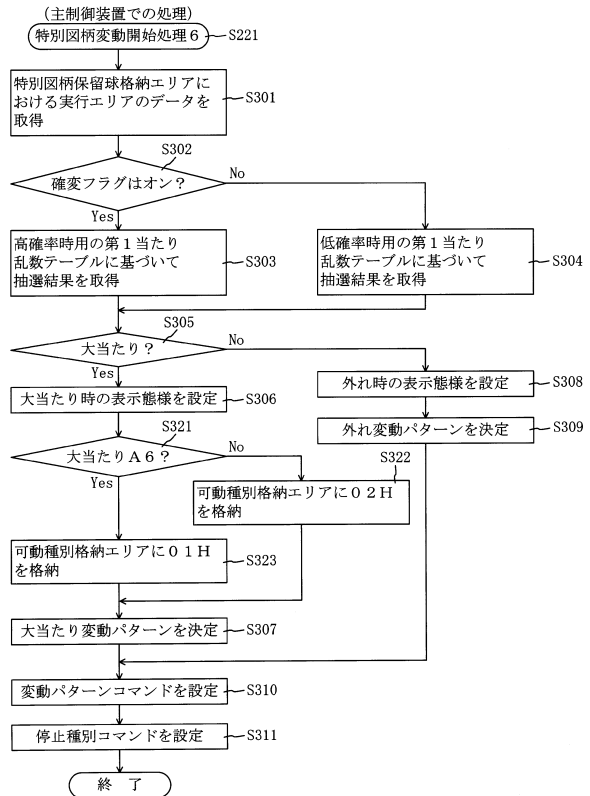 （主制御装置での処理）
特別図柄変動開始処理６
S221
特別図柄保留球格納エリアに
おける実行エリアのデータを
取得
S301
S302
確変フラグはオン？
No
Yes
高確率時用の第１当たり
乱数テーブルに基づいて
抽選結果を取得
S303
低確率時用の第１当たり
乱数テーブルに基づいて
抽選結果を取得
S304
S305
大当たり？
No
Yes
大当たり時の表示態様を設定
S306
外れ時の表示態様を設定
S308
外れ変動パターンを決定
S309
S321
大当たりＡ６？
No
Yes
S322
可動種別格納エリアに０２Ｈ
を格納
可動種別格納エリアに０１Ｈ
を格納
S323
大当たり変動パターンを決定
S307
変動パターンコマンドを設定
S310
停止種別コマンドを設定
S311
終　了